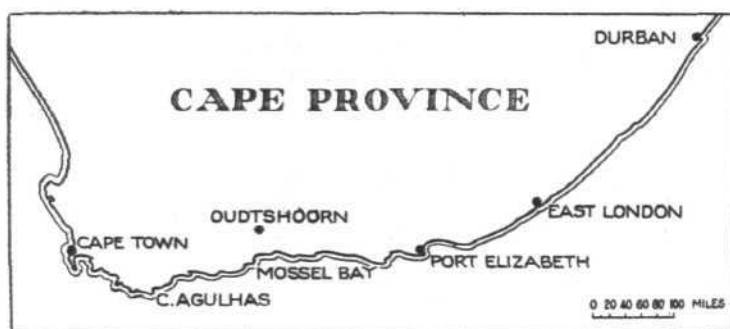 DURBAN
CAPE PROVINCE
OUDTSHOORN
EAST LONDON
CAPE TOWN
MOSSEL BAY
PORT ELIZABETH
C. AGULHAS
0 20 40 60 80 100 MILES